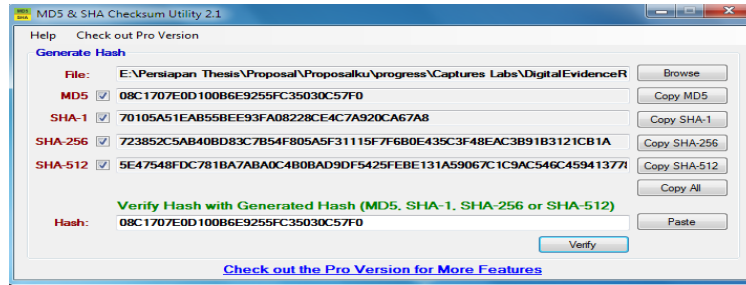 MD5 & SHA Checksum Utility 2.1
Help Check out Pro Version
Generate Hash
File: E:\Persiapan Thesis\Proposal\Proposalku\progress\Captures Labs\DigitalEvidenceR Browse
MD5 08C1707E0D100B6E9255FC35030C57F0 Copy MD5
SHA-1 70105A51EAB55BEE93FA08228CE4C7A920CA67A8 Copy SHA-1
SHA-256 723852C5AB40BD83C7B54F805A5F31115F7F6B0E435C3F48EAC3B91B3121CB1A Copy SHA-256
SHA-512 5E47548FDC781BA7ABA0C4B0BAD9DF5425FEBE131A59067C1C9AC546C45941377 Copy SHA-512
Copy All
Verify Hash with Generated Hash (MD5, SHA-1, SHA-256 or SHA-512)
Hash: 08C1707E0D100B6E9255FC35030C57F0 Paste
Verify
Check out the Pro Version for More Features